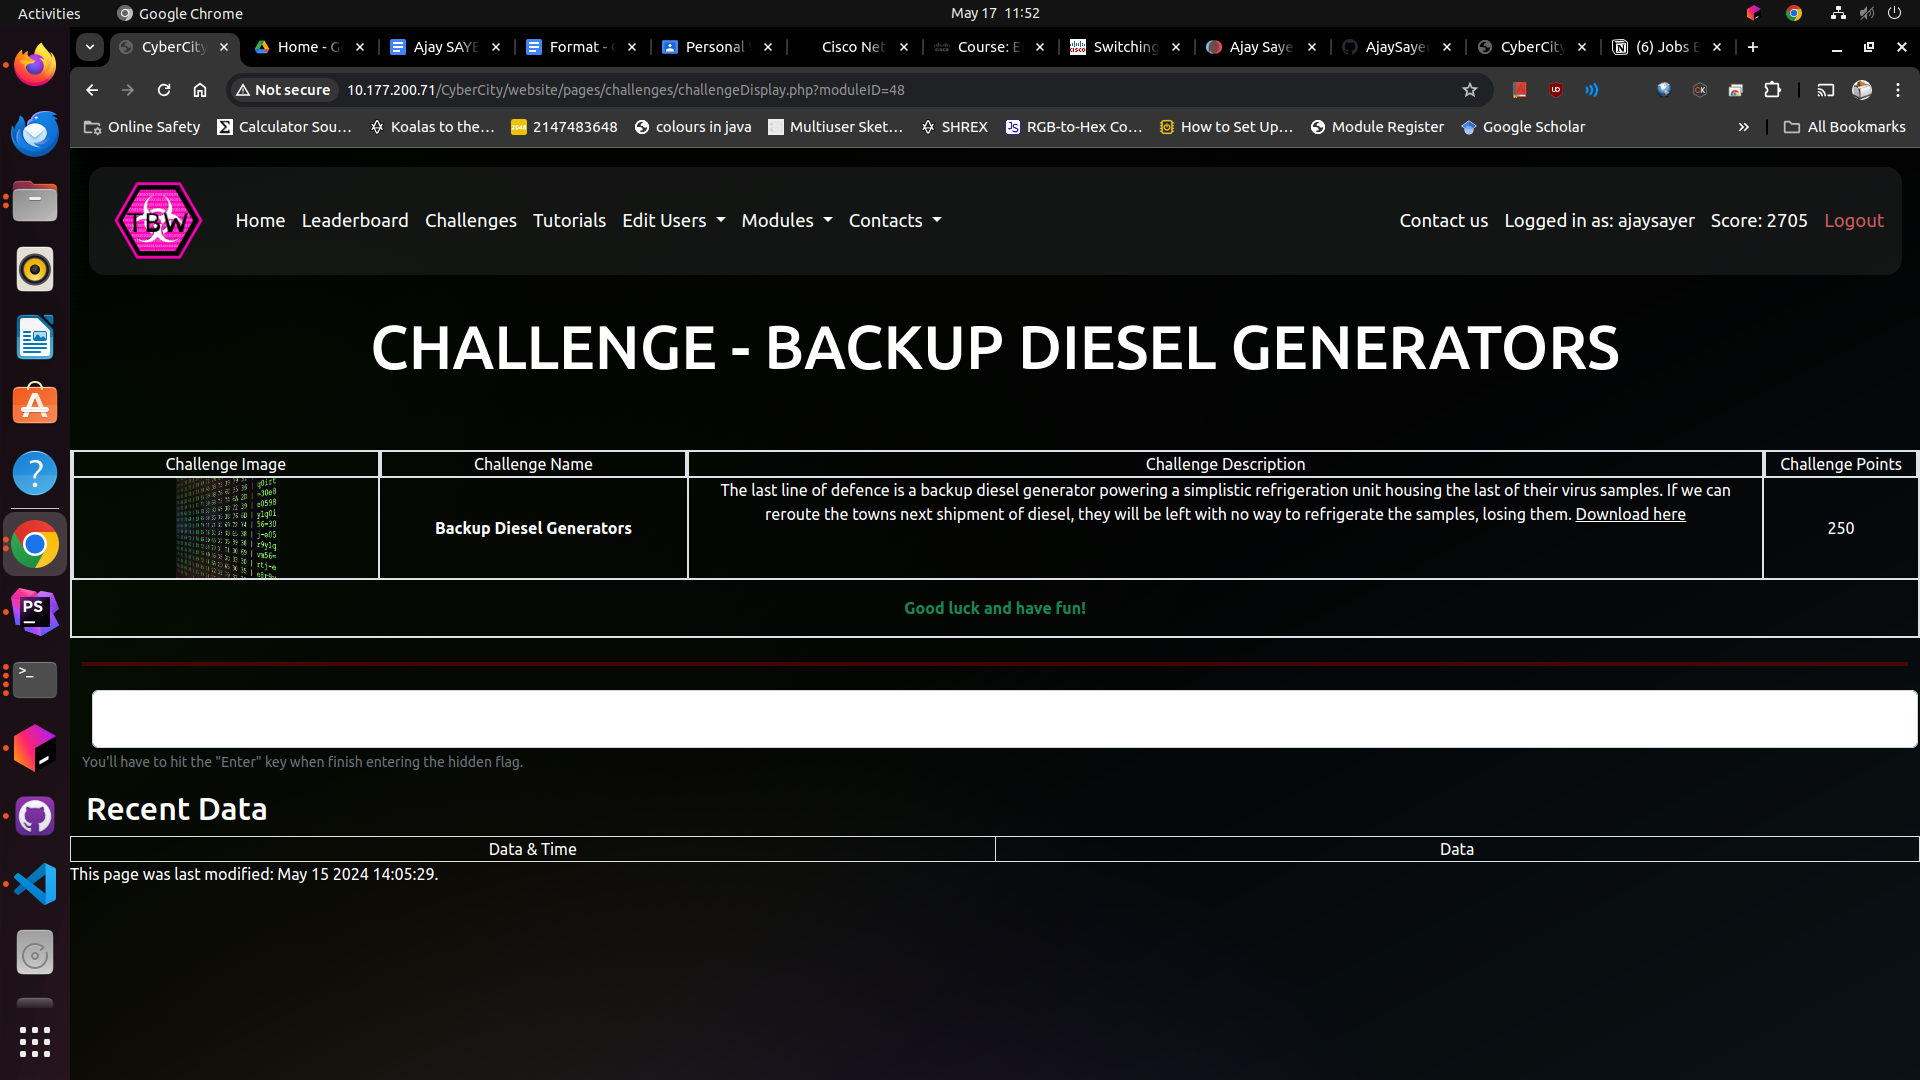 Activities
Google Chrome
May 17 11:52
CyberCity
Home - G
Ajay SAYE
Format -
Personal
Cisco Net
Course: E
Switching
Ajay Saye
AjaySayer
CyberCity
(6) Jobs E
Not secure
10.177.200.71/CyberCity/website/pages/challenges/challengeDisplay.php?moduleID=48
Online Safety
Calculator Sou...
Koalas to the...
2147483648
colours in java
Multiuser Sket...
SHREX
RGB-to-Hex Co...
How to Set Up...
Module Register
Google Scholar
All Bookmarks
TBW
Home
Leaderboard
Challenges
Tutorials
Edit Users
Modules
Contacts
Contact us
Logged in as: ajaysayer
Score: 2705
Logout
CHALLENGE - BACKUP DIESEL GENERATORS
Challenge Image
Challenge Name
Challenge Description
Challenge Points
Backup Diesel Generators
The last line of defence is a backup diesel generator powering a simplistic refrigeration unit housing the last of their virus samples. If we can
reroute the towns next shipment of diesel, they will be left with no way to refrigerate the samples, losing them. Download here
250
Good luck and have fun!
You'll have to hit the "Enter" key when finish entering the hidden flag.
Recent Data
Data & Time
Data
This page was last modified: May 15 2024 14:05:29.